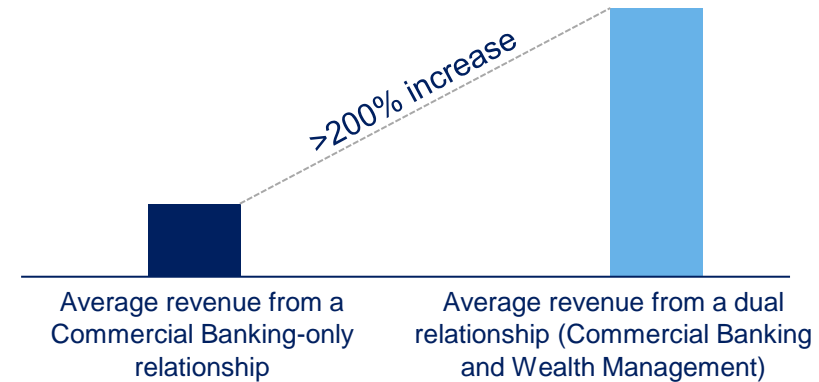 >200% increase
Average revenue from a
Commercial Banking-only
relationship
Average revenue from a dual
relationship (Commercial Banking
and Wealth Management)